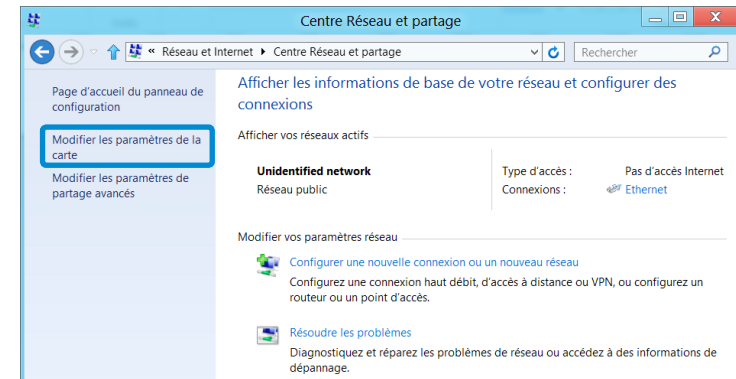 Centre Réseau et partage
« Réseau et Internet ▸ Centre Réseau et partage
Rechercher
Page d'accueil du panneau de
configuration
Modifier les paramètres de la
carte
Modifier les paramètres de
partage avancés
Afficher les informations de base de votre réseau et configurer des
connexions
Afficher vos réseaux actifs
Unidentified network
Réseau public
Type d'accès : Pas d'accès Internet
Connexions : Ethernet
Modifier vos paramètres réseau
Configurer une nouvelle connexion ou un nouveau réseau
Configurez une connexion haut débit, d'accès à distance ou VPN, ou configurez un
routeur ou un point d'accès.
Résoudre les problèmes
Diagnostiquez et réparez les problèmes de réseau ou accédez à des informations de
dépannage.